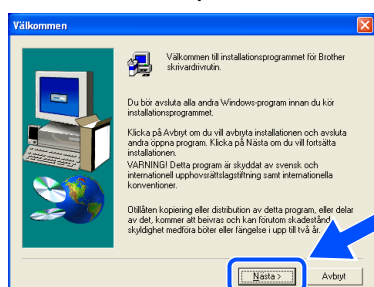 Välkommen
Välkommen till installationsprogrammet för Brother
skrivardrivrutin.
Du bör avsluta alla andra Windows-program innan du kör
installationsprogrammet.
Klicka på Avbryt om du vill avbryta installationen och avsluta
andra öppna program. Klicka på Nästa om du vill fortsätta
installationen.
VARNING! Detta program är skyddat av svensk och
internationell upphovsrättslagstiftning samt internationella
konventioner.
Otillåten kopiering eller distribution av detta program, eller delar
av det, kommer att beivras och kan förutom skadestånd
skyldighet medföra böter eller fängelse i upp till två år.
Nästa >
Avbryt